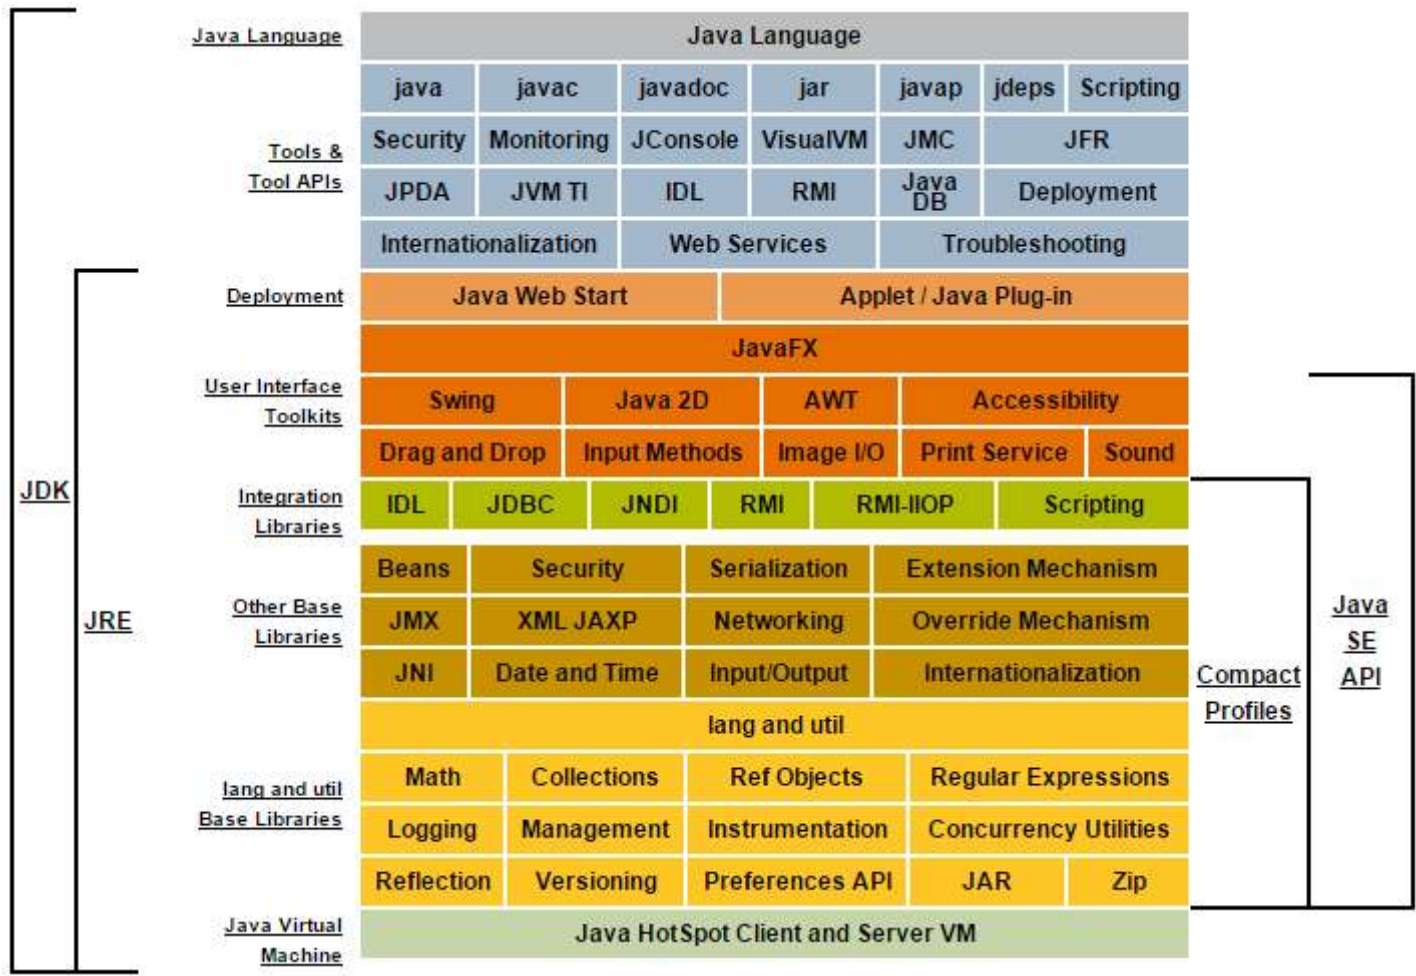 Java Language
Java Language
java javac javadoc jar javap jdeps Scripting
Tools &
Tool APIs
Security Monitoring JConsole VisualVM JMC JFR
JPDA JVM TI IDL RMI Java DB Deployment
Internationalization Web Services Troubleshooting
Deployment
Java Web Start Applet / Java Plug-in
JavaFX
User Interface
Toolkits
Swing Java 2D AWT Accessibility
Drag and Drop Input Methods Image I/O Print Service Sound
JDK
Integration
Libraries
IDL JDBC JNDI RMI RMI-IIOP Scripting
Beans Security Serialization Extension Mechanism
JRE
Other Base
Libraries
JMX XML JAXP Networking Override Mechanism
JNI Date and Time Input/Output Internationalization
Java
SE
API
Compact
Profiles
lang and util
lang and util
Base Libraries
Math Collections Ref Objects Regular Expressions
Logging Management Instrumentation Concurrency Utilities
Reflection Versioning Preferences API JAR Zip
Java Virtual
Machine
Java HotSpot Client and Server VM